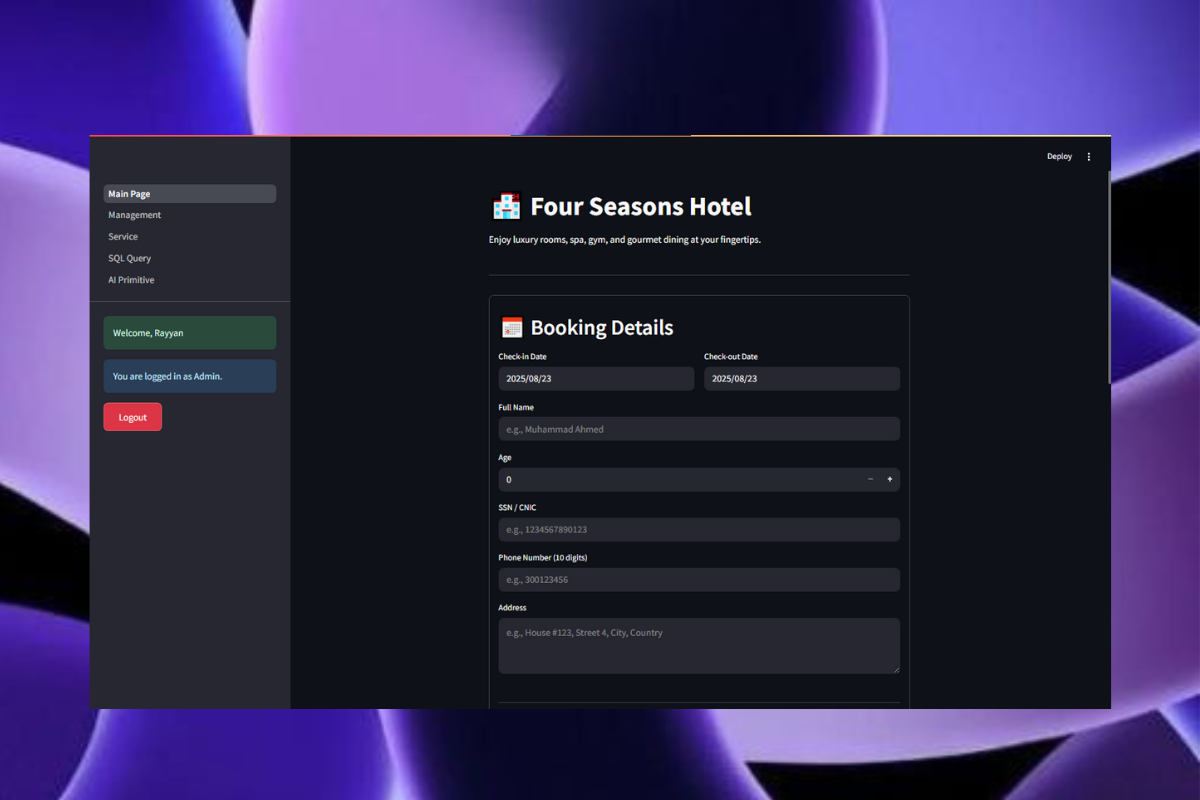 Deploy
Main Page
Management
Service
SQL Query
AI Primitive
Welcome, Rayyan
You are logged in as Admin.
Logout
Four Seasons Hotel
Enjoy luxury rooms, spa, gym, and gourmet dining at your fingertips.
Booking Details
Check-in Date Check-out Date
2025/08/23 2025/08/23
Full Name
e.g., Muhammad Ahmed
Age
0
SSN / CNIC
e.g., 1234567890123
Phone Number (10 digits)
e.g., 300123456
Address
e.g., House #123, Street 4, City, Country